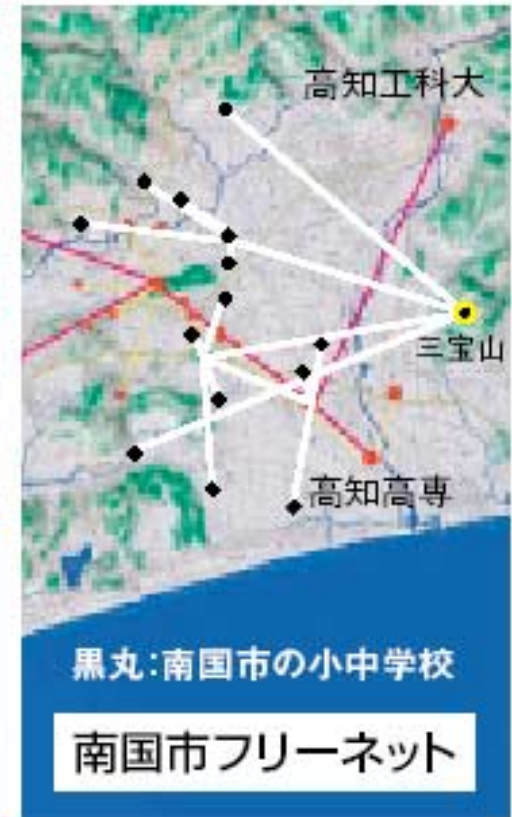 高知工科大
三宝山
高知高専
黒丸：南国市の小中学校
南国市フリーネット